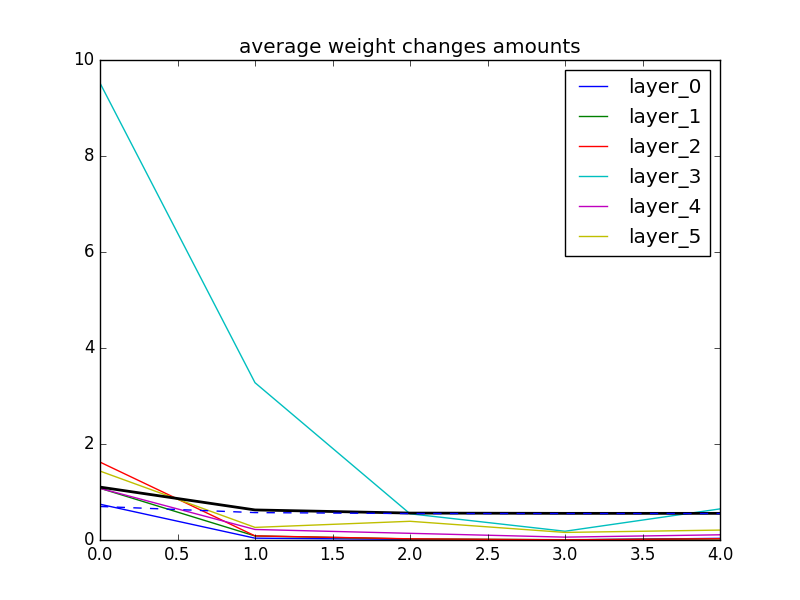 average weight changes amounts
10
8
6
4
2
0
0.0 0.5 1.0 1.5 2.0 2.5 3.0 3.5 4.0
layer_0
layer_1
layer_2
layer_3
layer_4
layer_5